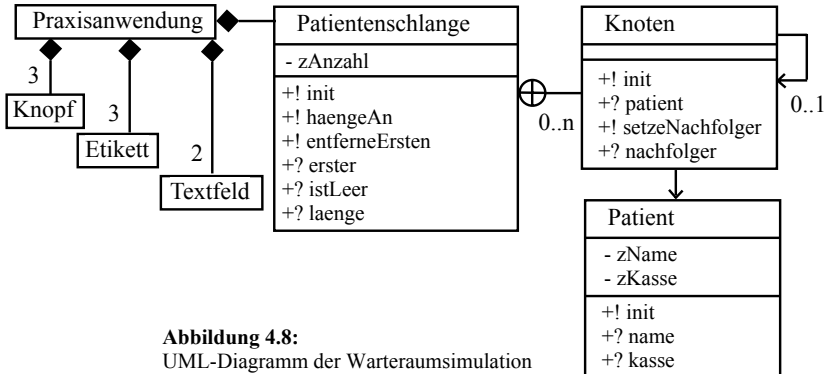 Praxisanwendung
3
Knopf
3
Etikett
2
Textfeld
Patientenschlange
- zAnzahl
+! init
+! haengeAn
+! entferneErsten
+? erster
+? istLeer
+? laenge
0..n
Knoten
+! init
+? patient
+! setzeNachfolger
+? nachfolger
0..1
Patient
- zName
- zKasse
+! init
+? name
+? kasse
Abbildung 4.8:
UML-Diagramm der Warteraumsimulation